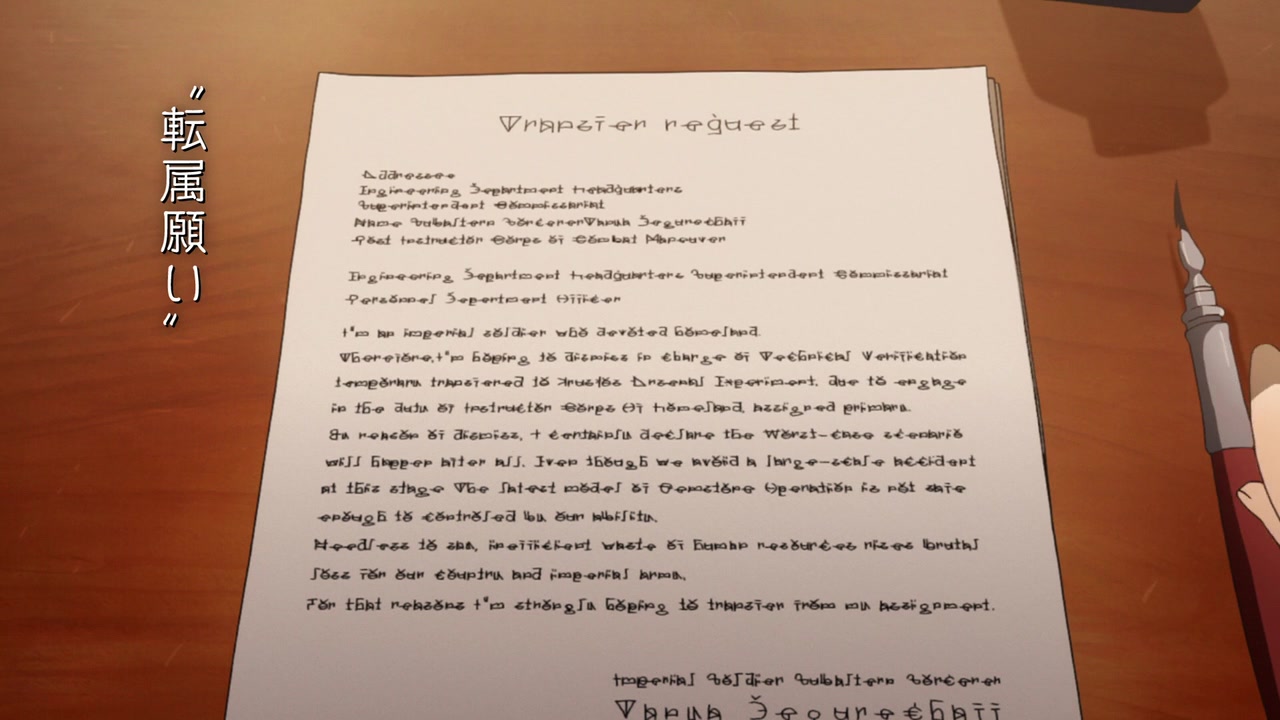 〝転属願い〟
Transfer request
Addressee
Engineering Department Headquarters
Superintendent Commissariat
Name Subaltern Sorcerer Tanya Degurechaff
Post Instructor Corps of Combat Maneuver
Engineering Department Headquarters Superintendent Commissariat
Personnel Department Officer
I'm an imperial soldier who devoted homeland.
Therefore, I'm hoping to dismiss in charge of Technical Verification
temporary transfered to Arsenal Experiment, due to engage
in the duty of Instructor Corps Of Homeland, assigned primary.
By reason of dismiss, I certainly declare the Worst-case scenario
will happen after all. Even though we avoid a large-scale accident
at this stage The latest model of Operation is not safe
enough to controled by our ability.
Needless to say, inefficient waste of human resources rises brutal
loss for our country and imperial army.
For that reasons I'm strongly hoping to transfer from my assignment.
Imperial Soldier Subaltern Sorcerer
Tanya Degurechaff